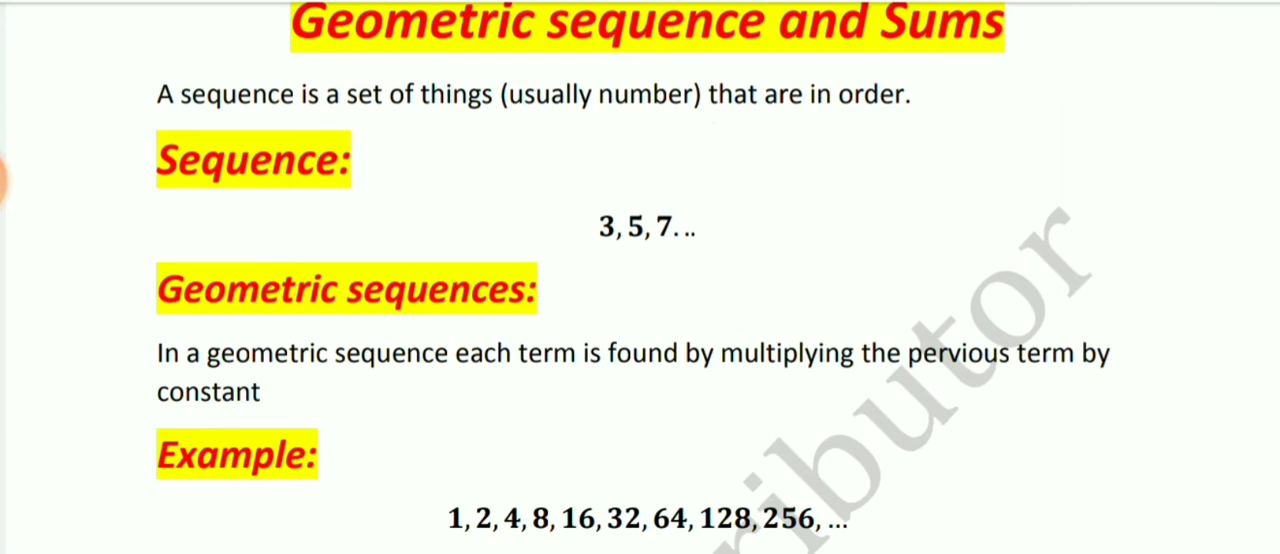 Geometric sequence and Sums
A sequence is a set of things (usually number) that are in order.
Sequence:
3, 5, 7. ..
Geometric sequences:
In a geometric sequence each term is found by multiplying the pervious term by
constant
Example:
1, 2, 4, 8, 16, 32, 64, 128, 256, ...
ributor